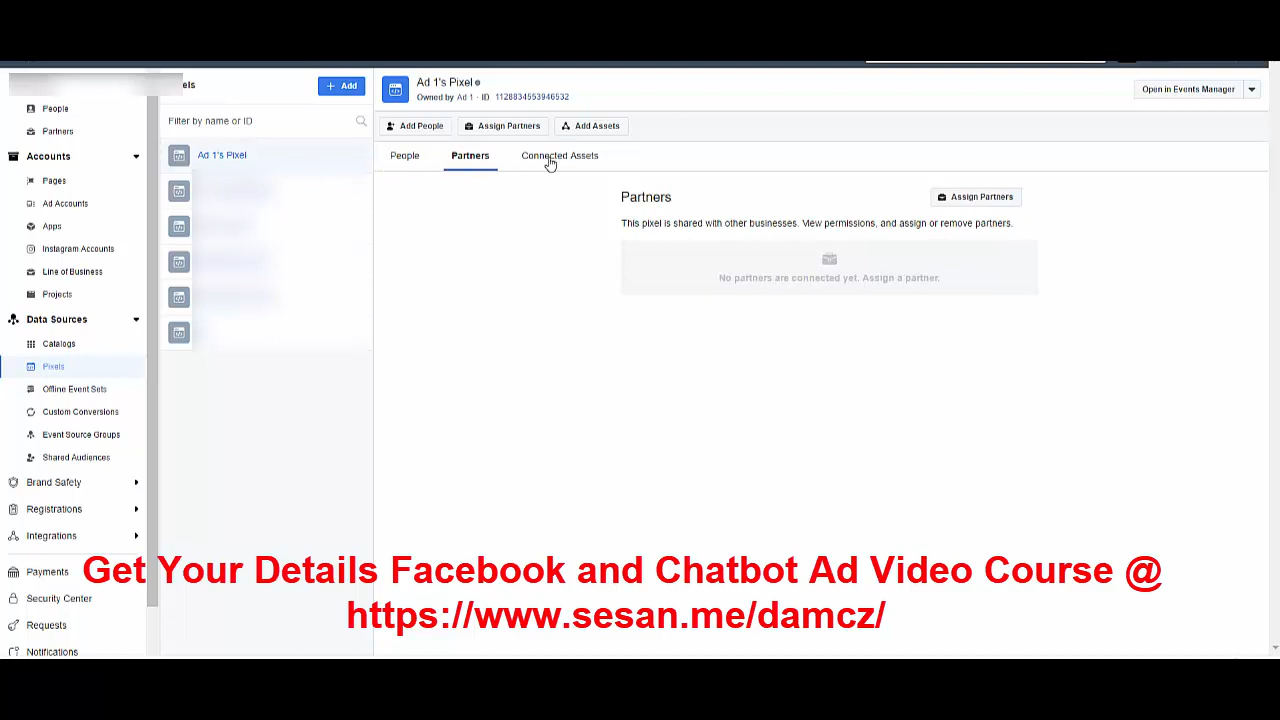 People
Partners
Accounts
Pages
Ad Accounts
Apps
Instagram Accounts
Line of Business
Projects
Data Sources
Catalogs
Pixels
Offline Event Sets
Custom Conversions
Event Source Groups
Shared Audiences
Brand Safety
Registrations
Integrations
Payments
Security Center
Requests
Notifications
els
+ Add
Filter by name or ID
Ad 1's Pixel
Ad 1's Pixel
Owned by Ad 1 · ID 1128834553946532
Open in Events Manager
Add People Assign Partners Add Assets
People Partners Connected Assets
Partners Assign Partners
This pixel is shared with other businesses. View permissions, and assign or remove partners.
No partners are connected yet. Assign a partner.
Get Your Details Facebook and Chatbot Ad Video Course @
https://www.sesan.me/damcz/